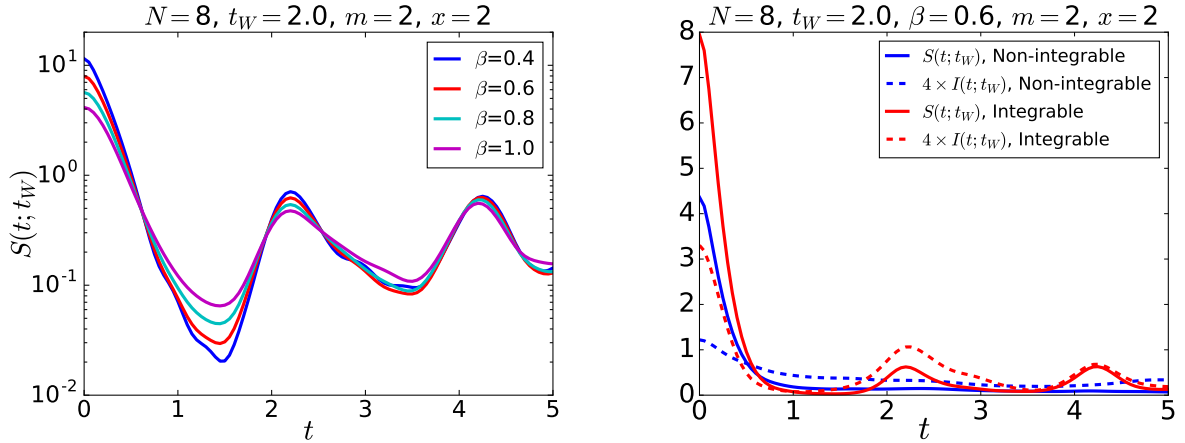 N=8, t_W=2.0, m=2, x=2
S(t;t_W)
10^1
10^0
10^{-1}
10^{-2}
β=0.4
β=0.6
β=0.8
β=1.0
0 1 2 3 4 5
t
N=8, t_W=2.0, β=0.6, m=2, x=2
8
7
6
5
4
3
2
1
0
S(t;t_W), Non-integrable
4×I(t;t_W), Non-integrable
S(t;t_W), Integrable
4×I(t;t_W), Integrable
0 1 2 3 4 5
t